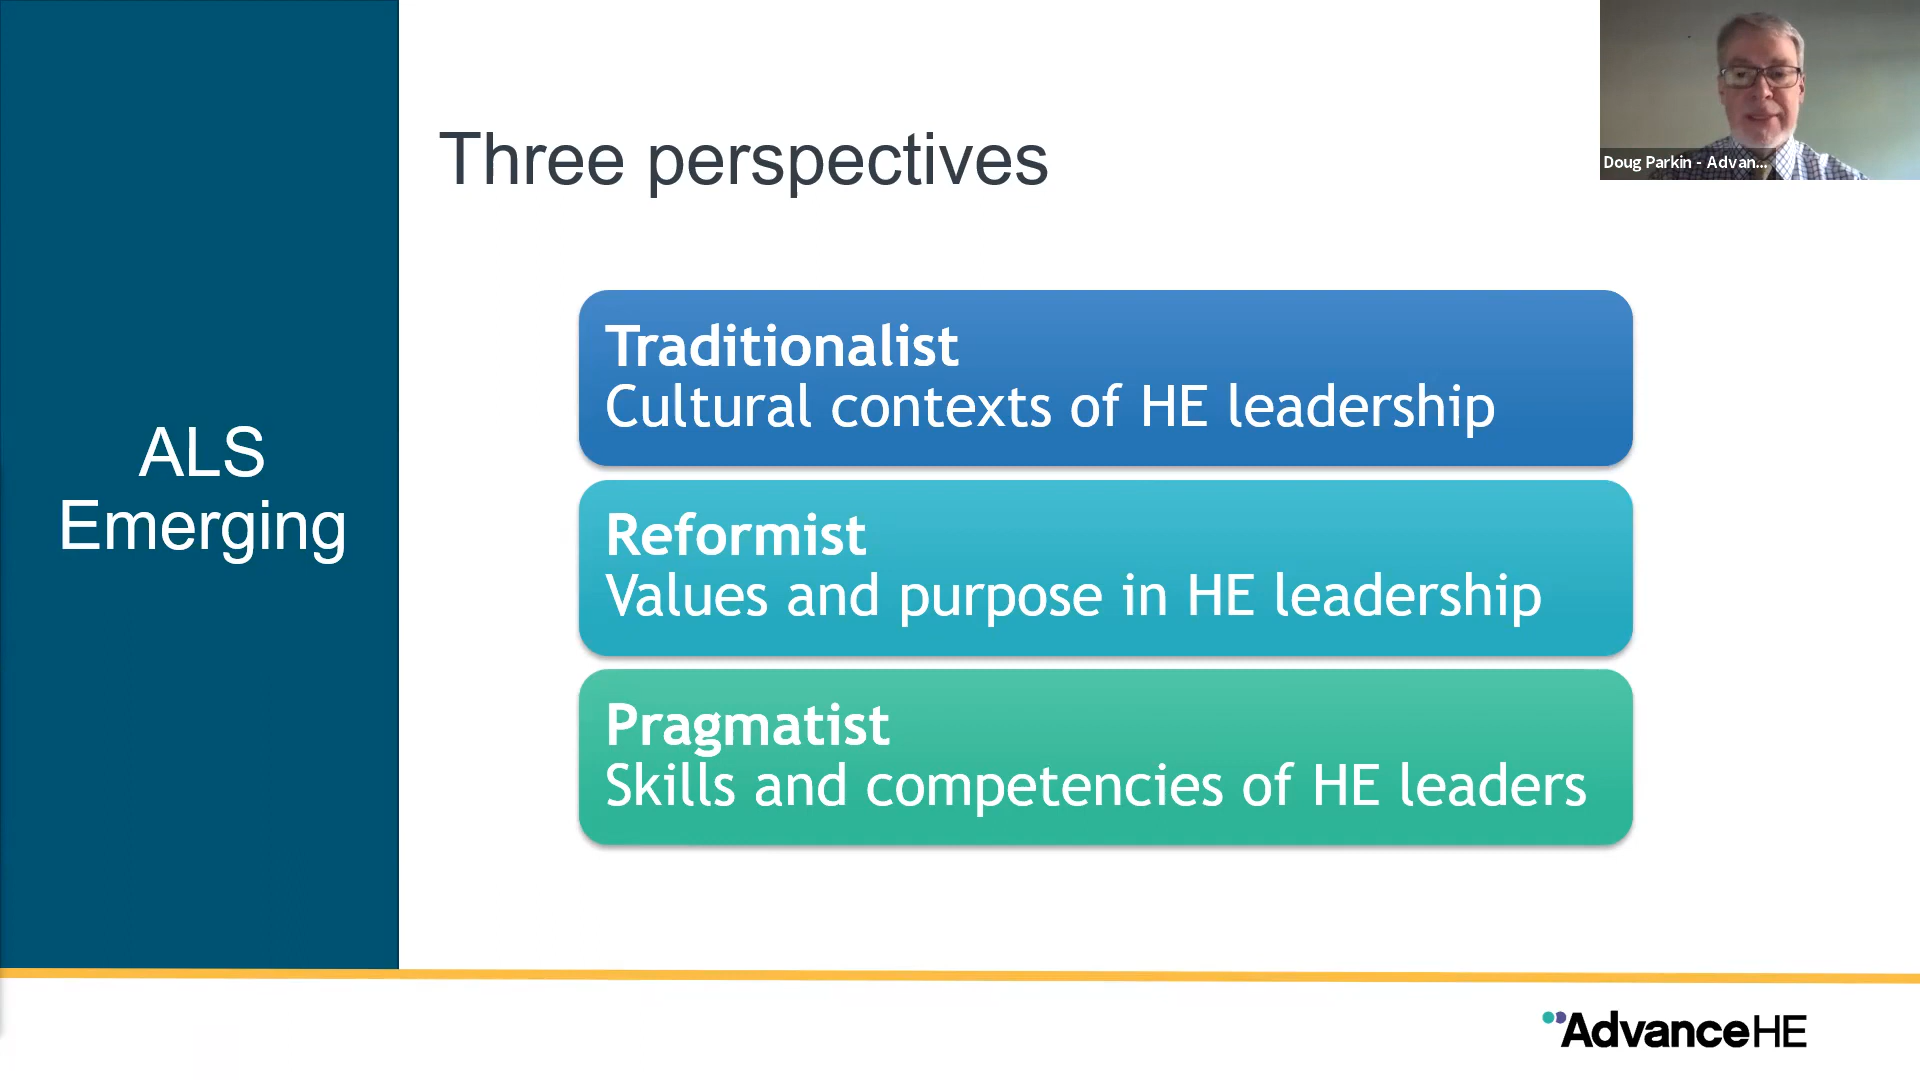 Three perspectives
Doug Parkin - Advan...
ALS
Emerging
Traditionalist
Cultural contexts of HE leadership
Reformist
Values and purpose in HE leadership
Pragmatist
Skills and competencies of HE leaders
AdvanceHE